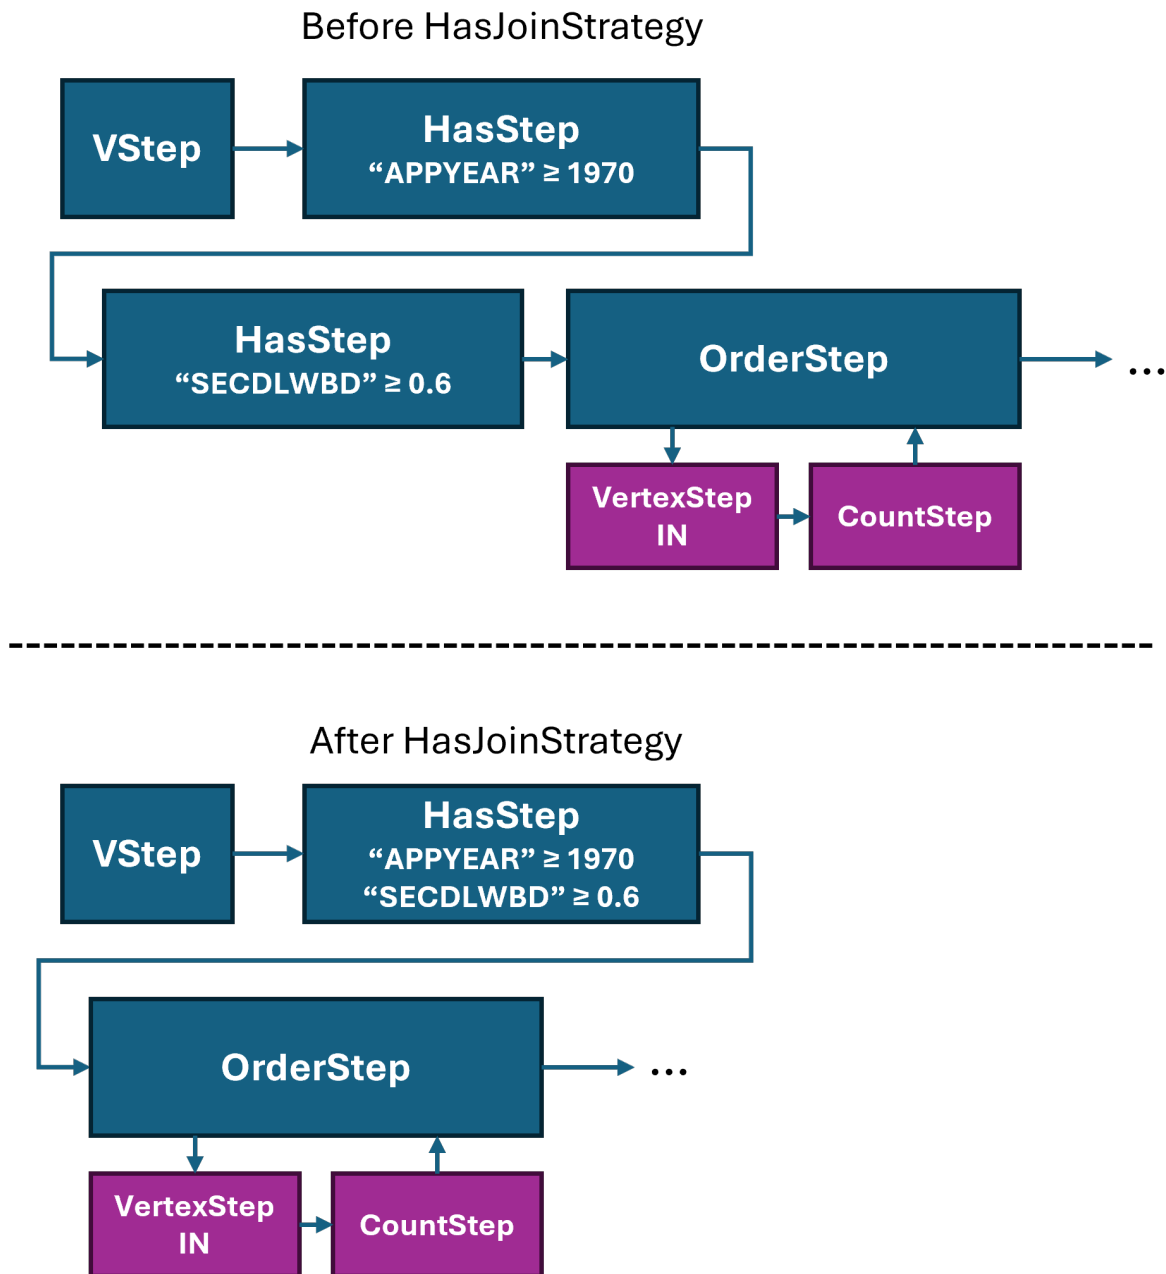 Before HasJoinStrategy
VStep
HasStep
“APPYEAR” ≥ 1970
HasStep
“SECDLWBD” ≥ 0.6
OrderStep
...
VertexStep
IN
CountStep
After HasJoinStrategy
VStep
HasStep
“APPYEAR” ≥ 1970
“SECDLWBD” ≥ 0.6
OrderStep
...
VertexStep
IN
CountStep